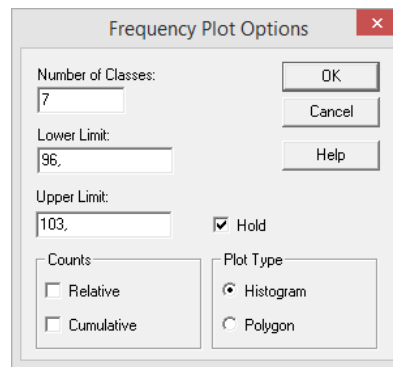 Frequency Plot Options
Number of Classes:
7
OK
Cancel
Lower Limit:
96,
Help
Upper Limit:
103,
Hold
Counts
Relative
Cumulative
Plot Type
Histogram
Polygon